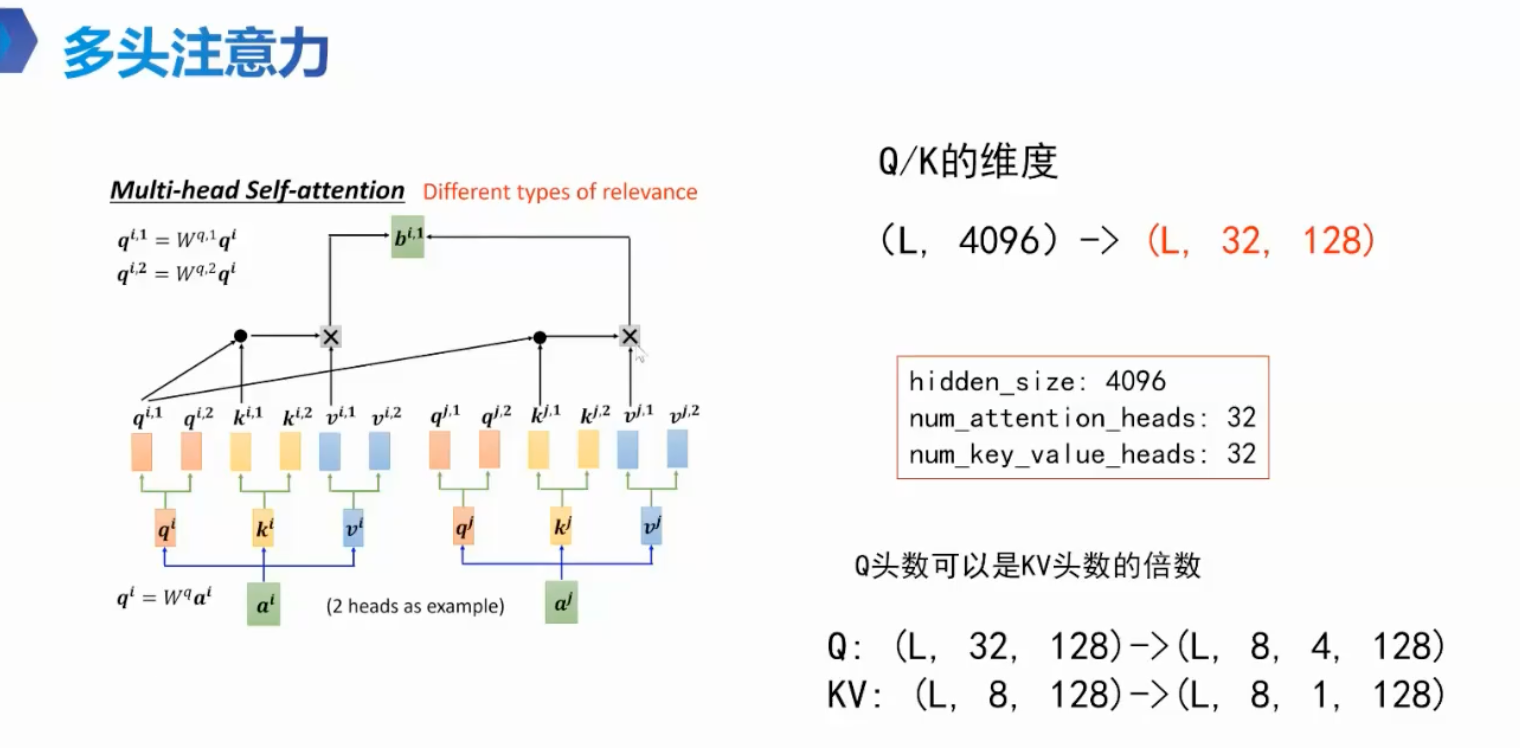 多头注意力
Multi-head Self-attention Different types of relevance
q^{i,1} = W^{q,1}q^{i}
q^{i,2} = W^{q,2}q^{i}
b^{i,1}
q^{i,1} q^{i,2} k^{i,1} k^{i,2} v^{i,1} v^{i,2} q^{j,1} q^{j,2} k^{j,1} k^{j,2} v^{j,1} v^{j,2}
q^{i} k^{i} v^{i} q^{j} k^{j} v^{j}
q^{i} = W^{q}a^{i}
a^{i} (2 heads as example) a^{j}
Q/K的维度
(L, 4096) -> (L, 32, 128)
hidden_size: 4096
num_attention_heads: 32
num_key_value_heads: 32
Q头数可以是KV头数的倍数
Q: (L, 32, 128)->(L, 8, 4, 128)
KV: (L, 8, 128)->(L, 8, 1, 128)